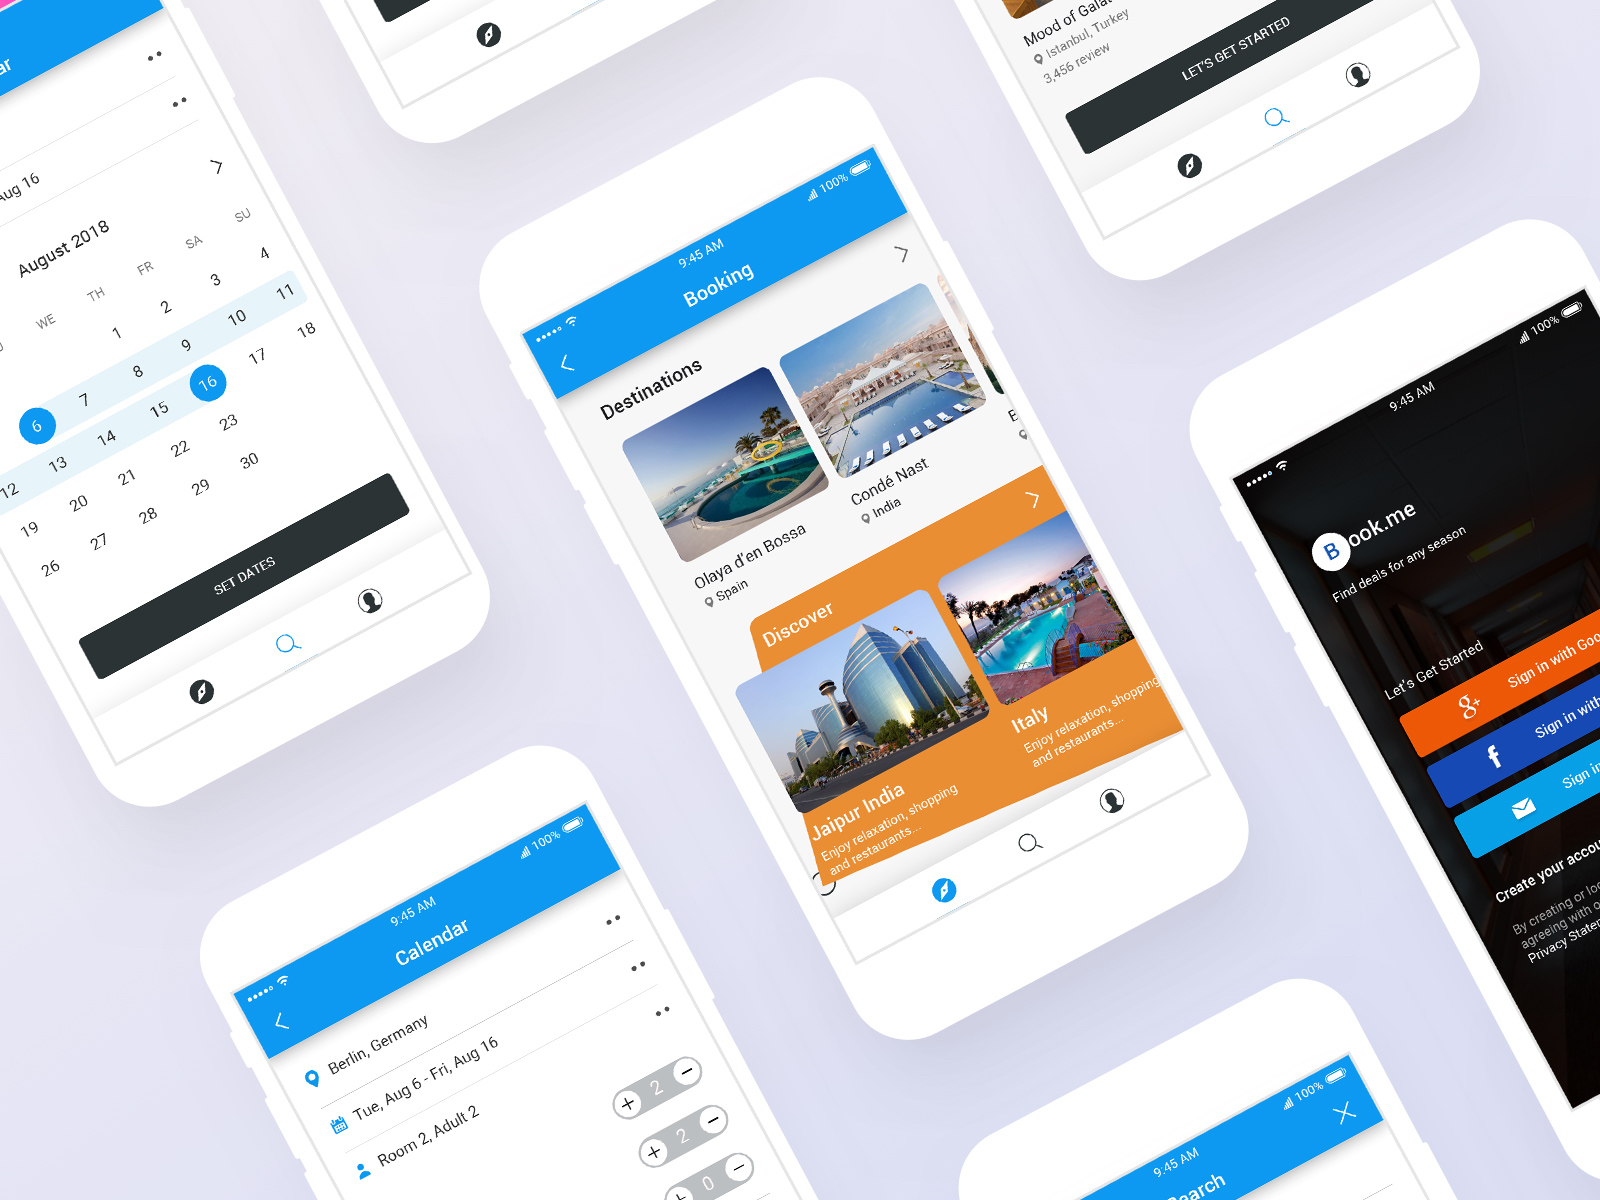 Aug 16
August 2018
WE TH FR SA SU
1 2 3 4
6 7 8 9 10 11
12 13 14 15 16 17 18
19 20 21 22 23
26 27 28 29 30
SET DATES
Mood of Galat
Istanbul, Turkey
3,456 review
LET'S GET STARTED
100%
9:45 AM
Booking
Destinations
Olaya d'en Bossa
Spain
Condé Nast
India
Discover
Jaipur India
Enjoy relaxation, shopping
and restaurants...
Italy
Enjoy relaxation, shopping
and restaurants...
100%
9:45 AM
Book.me
Find deals for any season
Let's Get Started
Sign in with Goo
Sign in with
Sign in
Create your accou
By creating or lo
agreeing with o
Privacy Statem
100%
9:45 AM
Calendar
Berlin, Germany
Tue, Aug 6 - Fri, Aug 16
Room 2, Adult 2
+ 2 −
+ 2 −
+ 0 −
100%
9:45 AM
earch